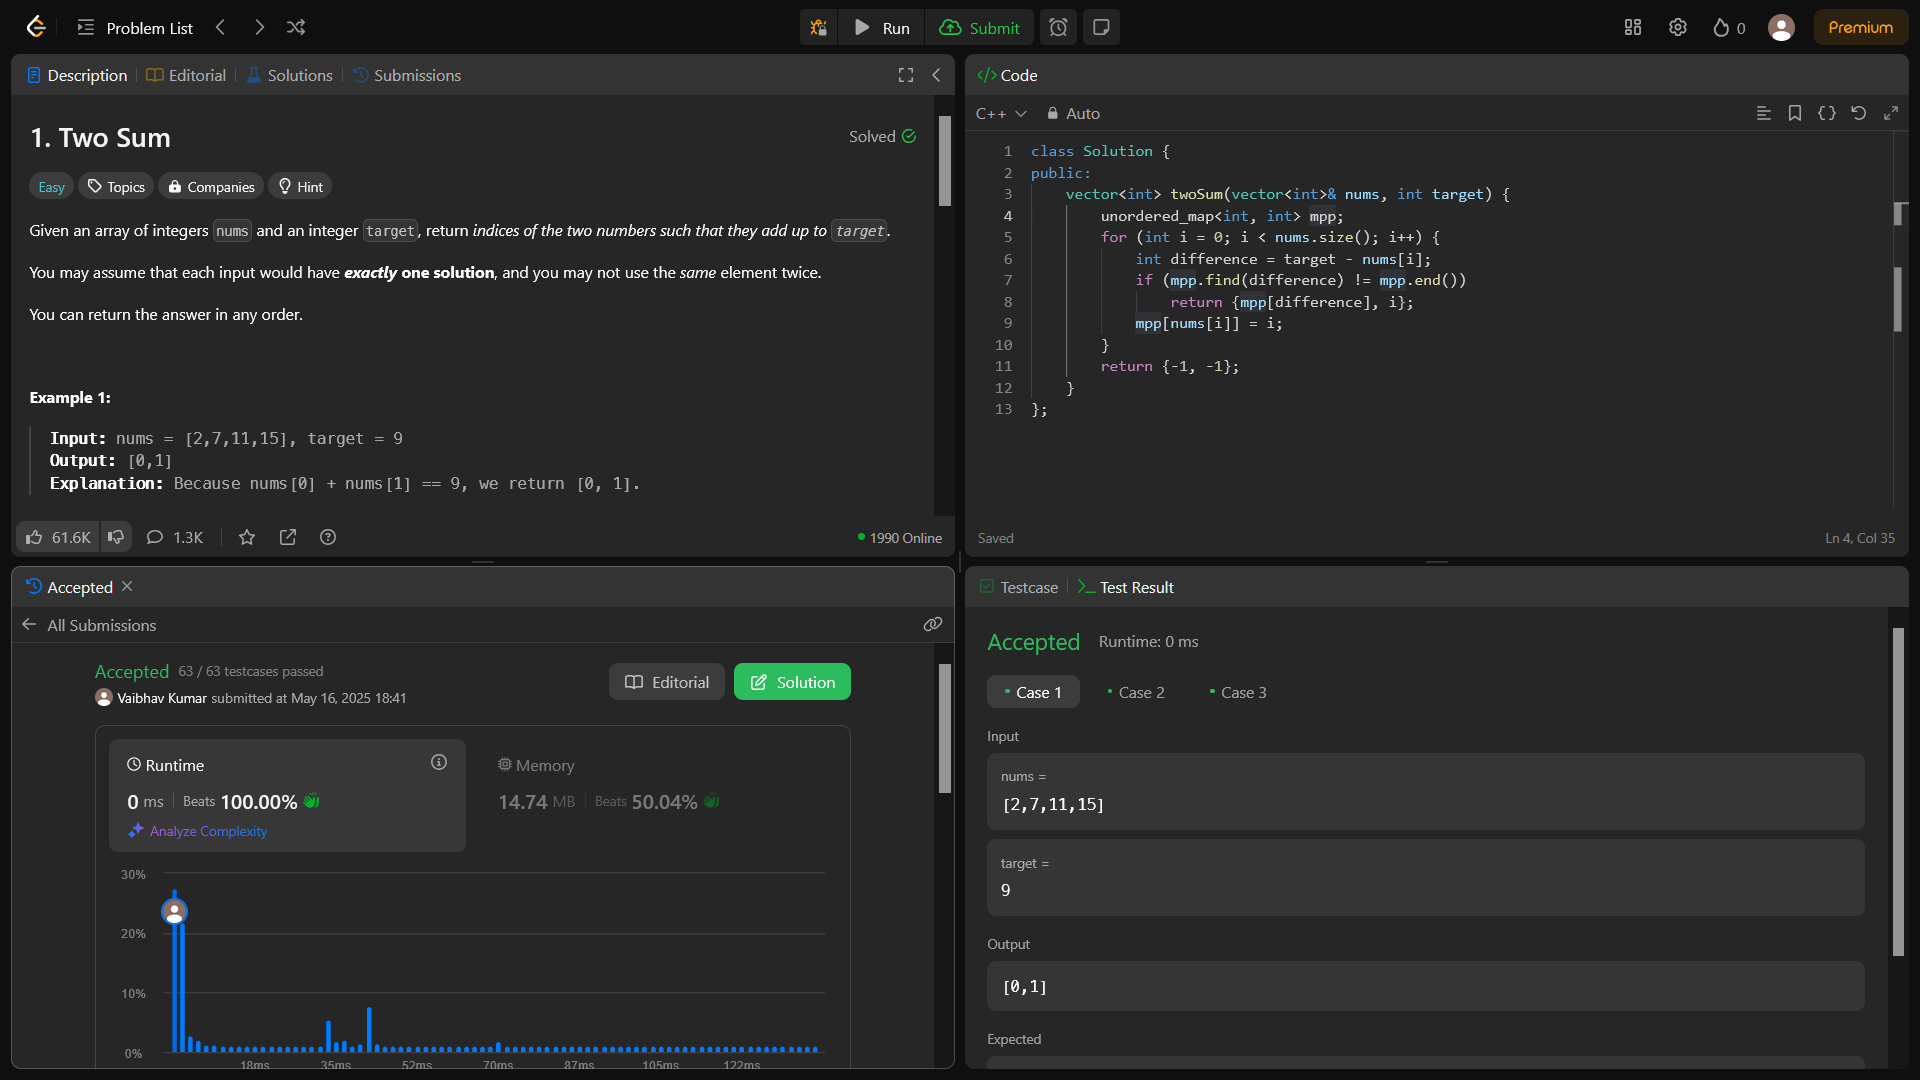 Problem List
Run
Submit
0
Premium
Description
Editorial
Solutions
Submissions
1. Two Sum
Solved
Easy
Topics
Companies
Hint
Given an array of integers nums and an integer target, return indices of the two numbers such that they add up to target.
You may assume that each input would have exactly one solution, and you may not use the same element twice.
You can return the answer in any order.
Example 1:
Input: nums = [2,7,11,15], target = 9
Output: [0,1]
Explanation: Because nums[0] + nums[1] == 9, we return [0, 1].
61.6K
1.3K
1990 Online
</> Code
C++
Auto
1 class Solution {
2 public:
3 vector<int> twoSum(vector<int>& nums, int target) {
4 unordered_map<int, int> mpp;
5 for (int i = 0; i < nums.size(); i++) {
6 int difference = target - nums[i];
7 if (mpp.find(difference) != mpp.end())
8 return {mpp[difference], i};
9 mpp[nums[i]] = i;
10 }
11 return {-1, -1};
12 }
13 };
Saved
Ln 4, Col 35
Accepted
All Submissions
Accepted 63 / 63 testcases passed
Vaibhav Kumar submitted at May 16, 2025 18:41
Editorial
Solution
Runtime
0 ms
Beats 100.00%
Analyze Complexity
Memory
14.74 MB
Beats 50.04%
30%
20%
10%
0%
18ms
35ms
52ms
70ms
87ms
105ms
122ms
Testcase
Test Result
Accepted
Runtime: 0 ms
Case 1
Case 2
Case 3
Input
nums =
[2,7,11,15]
target =
9
Output
[0,1]
Expected